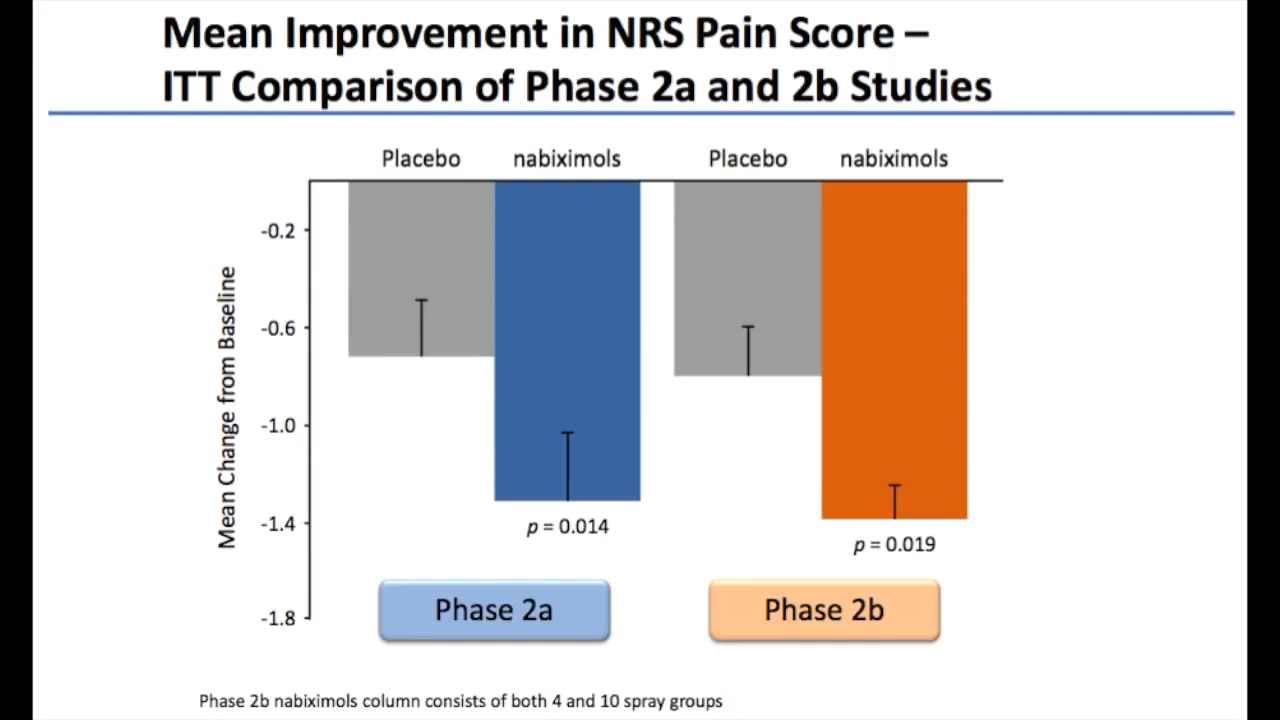 Mean Improvement in NRS Pain Score –
ITT Comparison of Phase 2a and 2b Studies
Placebo nabiximols Placebo nabiximols
Mean Change from Baseline
-0.2
-0.6
-1.0
-1.4
-1.8
p = 0.014
p = 0.019
Phase 2a
Phase 2b
Phase 2b nabiximols column consists of both 4 and 10 spray groups